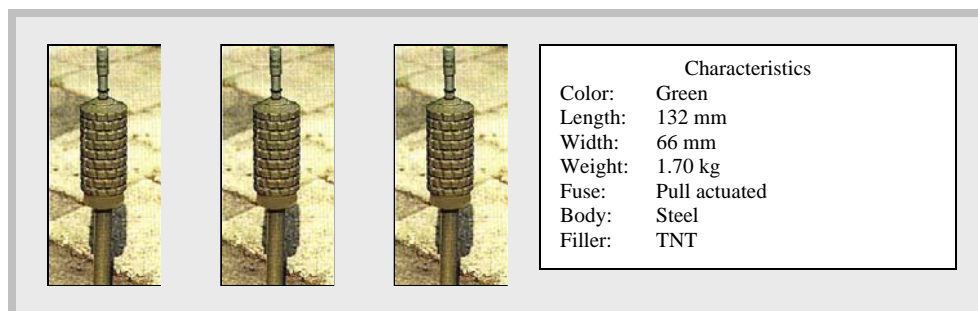 Characteristics
Color: Green
Length: 132 mm
Width: 66 mm
Weight: 1.70 kg
Fuse: Pull actuated
Body: Steel
Filler: TNT